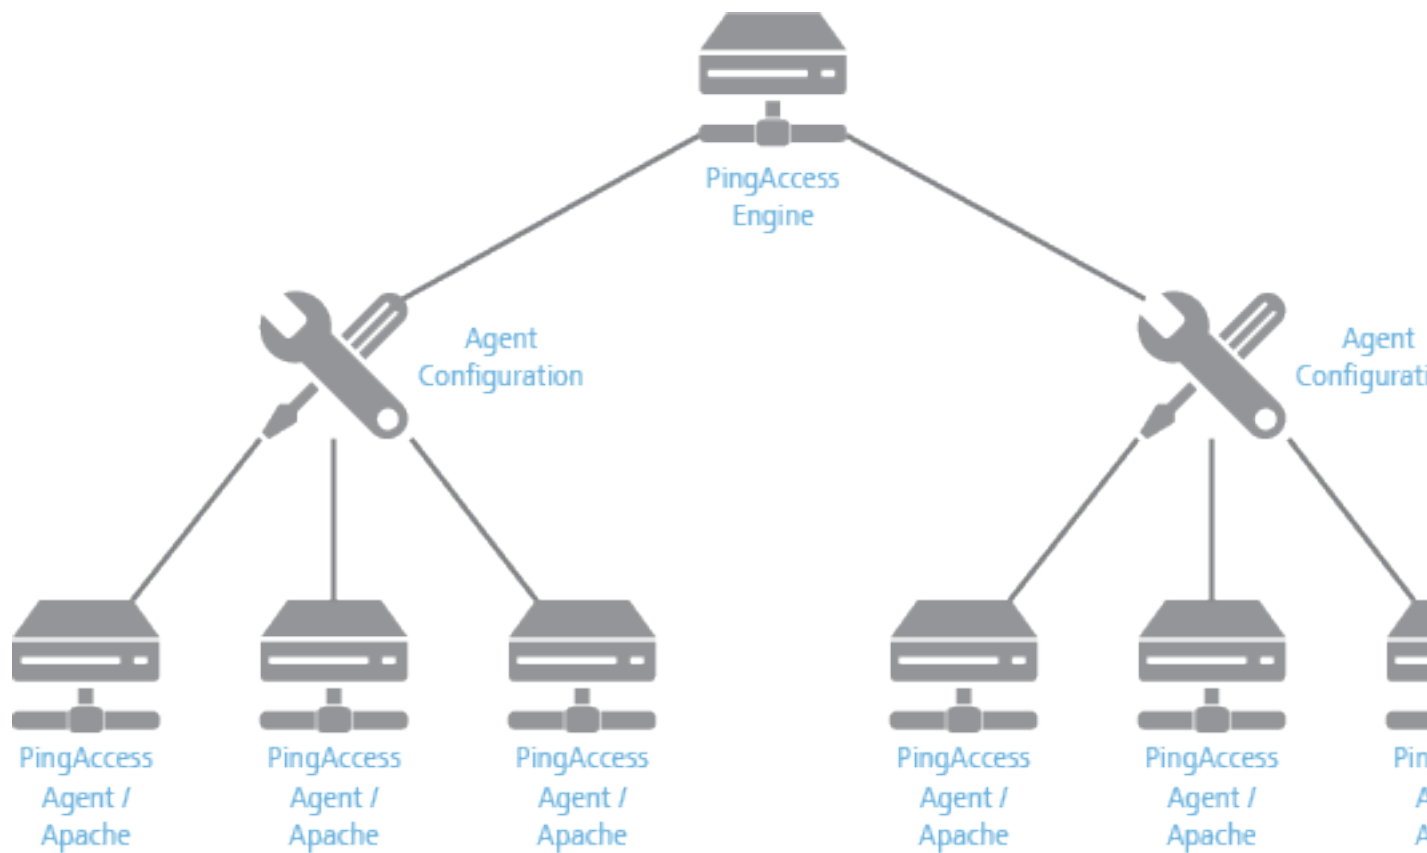 PingAccess
Engine
Agent
Configuration
Agent
PingAccess
Agent /
Apache
PingAccess
Agent /
Apache
PingAccess
Agent /
Apache
PingAccess
Agent /
Apache
PingAccess
Agent /
Apache